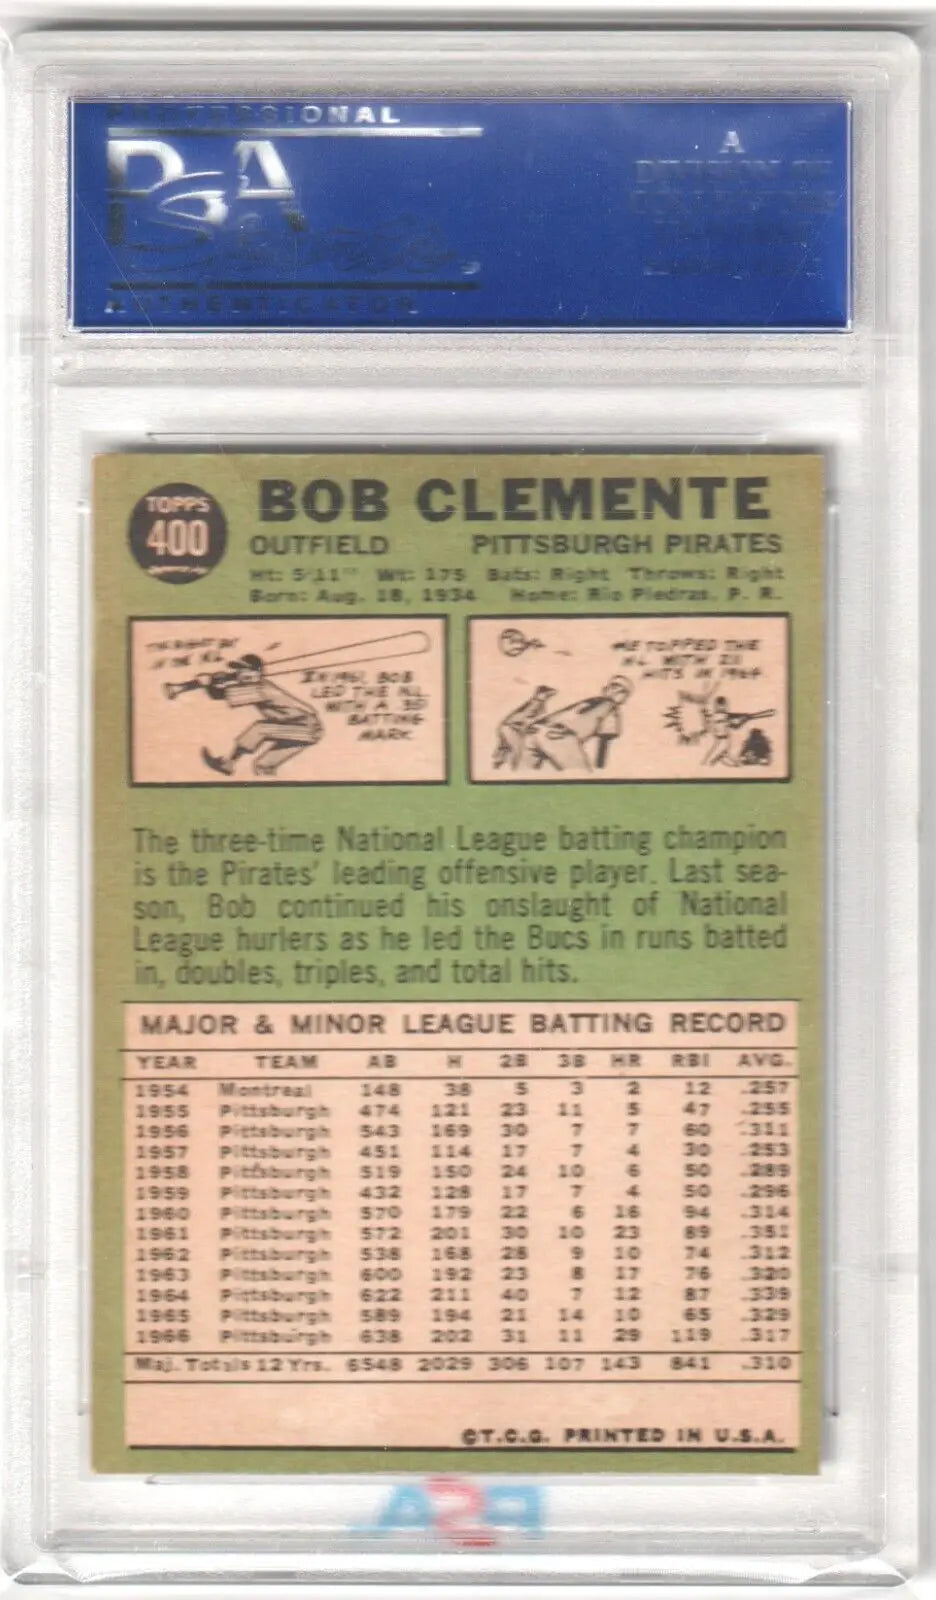 PROFESSIONAL
PSA
AUTHENTICATOR
A
DIVISION OF
TOPPS
400
BOB CLEMENTE
OUTFIELD PITTSBURGH PIRATES
Ht: 5'11" Wt: 175 Bats: Right Throws: Right
Born: Aug. 18, 1934 Home: Rio Piedras, P. R.
IN 1961, BOB
LED THE N.L.
WITH A .351
BATTING
MARK.
HE TOPPED THE
N.L. WITH 211
HITS IN 1964
The three-time National League batting champion
is the Pirates' leading offensive player. Last sea-
son, Bob continued his onslaught of National
League hurlers as he led the Bucs in runs batted
in, doubles, triples, and total hits.
MAJOR & MINOR LEAGUE BATTING RECORD
YEAR TEAM AB H 2B 3B HR RBI AVG.
1954 Montreal 148 38 5 3 2 12 .257
1955 Pittsburgh 474 121 23 11 5 47 .255
1956 Pittsburgh 543 169 30 7 7 60 .311
1957 Pittsburgh 451 114 17 7 4 30 .253
1958 Pittsburgh 519 150 24 10 6 50 .289
1959 Pittsburgh 432 128 17 7 4 50 .296
1960 Pittsburgh 570 179 22 6 16 94 .314
1961 Pittsburgh 572 201 30 10 23 89 .351
1962 Pittsburgh 538 168 28 9 10 74 .312
1963 Pittsburgh 600 192 23 8 17 76 .320
1964 Pittsburgh 622 211 40 7 12 87 .339
1965 Pittsburgh 589 194 21 14 10 65 .329
1966 Pittsburgh 638 202 31 11 29 119 .317
Maj. Totals 12 Yrs. 6548 2029 306 107 143 841 .310
©T.C.G. PRINTED IN U.S.A.
PSA